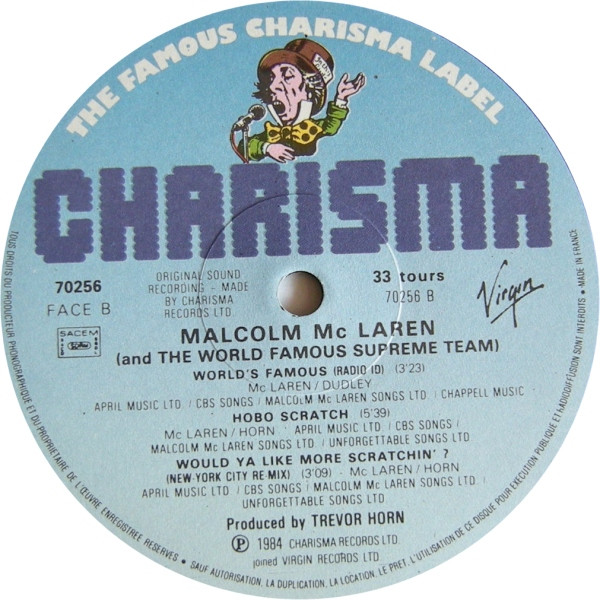 THE FAMOUS CHARISMA LABEL
CHARISMA
70256
FACE B
ORIGINAL SOUND
RECORDING - MADE
BY CHARISMA
RECORDS LTD.
33 tours
70256 B
Virgin
SACEM
MALCOLM Mc LAREN
(and THE WORLD FAMOUS SUPREME TEAM)
WORLD'S FAMOUS (RADIO ID) (3'23)
Mc LAREN / DUDLEY
APRIL MUSIC LTD. / CBS SONGS / MALCOLM Mc LAREN SONGS LTD. / CHAPPELL MUSIC
HOBO SCRATCH (5'39)
Mc LAREN / HORN APRIL MUSIC LTD. / CBS SONGS /
MALCOLM Mc LAREN SONGS LTD. / UNFORGETTABLE SONGS LTD.
WOULD YA LIKE MORE SCRATCHIN' ?
(NEW-YORK CITY RE-MIX) (3'09) - Mc LAREN / HORN
APRIL MUSIC LTD. / CBS SONGS / MALCOLM Mc LAREN SONGS LTD. /
UNFORGETTABLE SONGS LTD.
Produced by TREVOR HORN
Ⓟ 1984 CHARISMA RECORDS LTD.
joined VIRGIN RECORDS LTD.
TOUS DROITS DU PRODUCTEUR PHONOGRAPHIQUE ET DU PROPRIETAIRE DE L'ŒUVRE ENREGISTREE RESERVES • SAUF AUTORISATION, LA DUPLICATION, LA LOCATION, LE PRET, L'UTILISATION DE CE DISQUE POUR EXECUTION PUBLIQUE ET RADIODIFFUSION SONT INTERDITS • MADE IN FRANCE